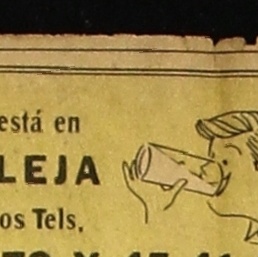 está en
LEJA
os Tels.